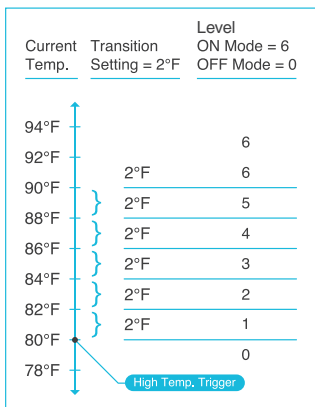 Level
Current Transition ON Mode = 6
Temp. Setting = 2°F OFF Mode = 0
94°F
6
92°F
2°F 6
90°F
2°F 5
88°F
2°F 4
86°F
2°F 3
84°F
2°F 2
82°F
2°F 1
80°F
0
78°F
High Temp. Trigger